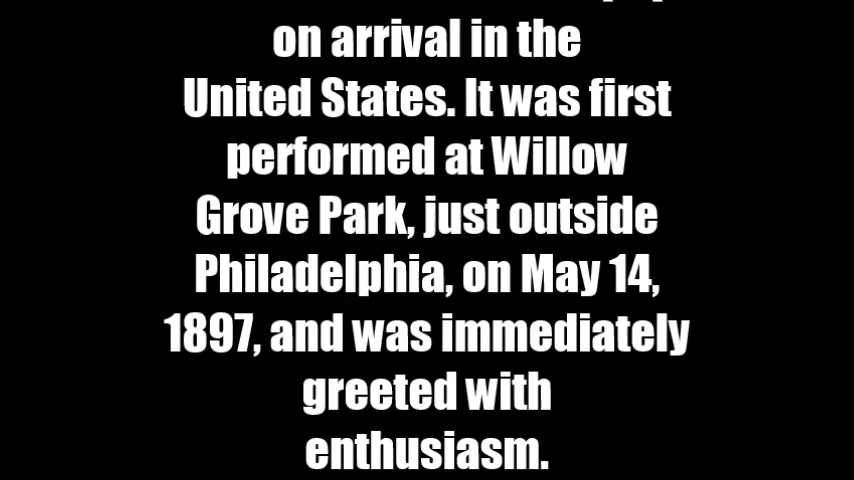 on arrival in the
United States. It was first
performed at Willow
Grove Park, just outside
Philadelphia, on May 14,
1897, and was immediately
greeted with
enthusiasm.